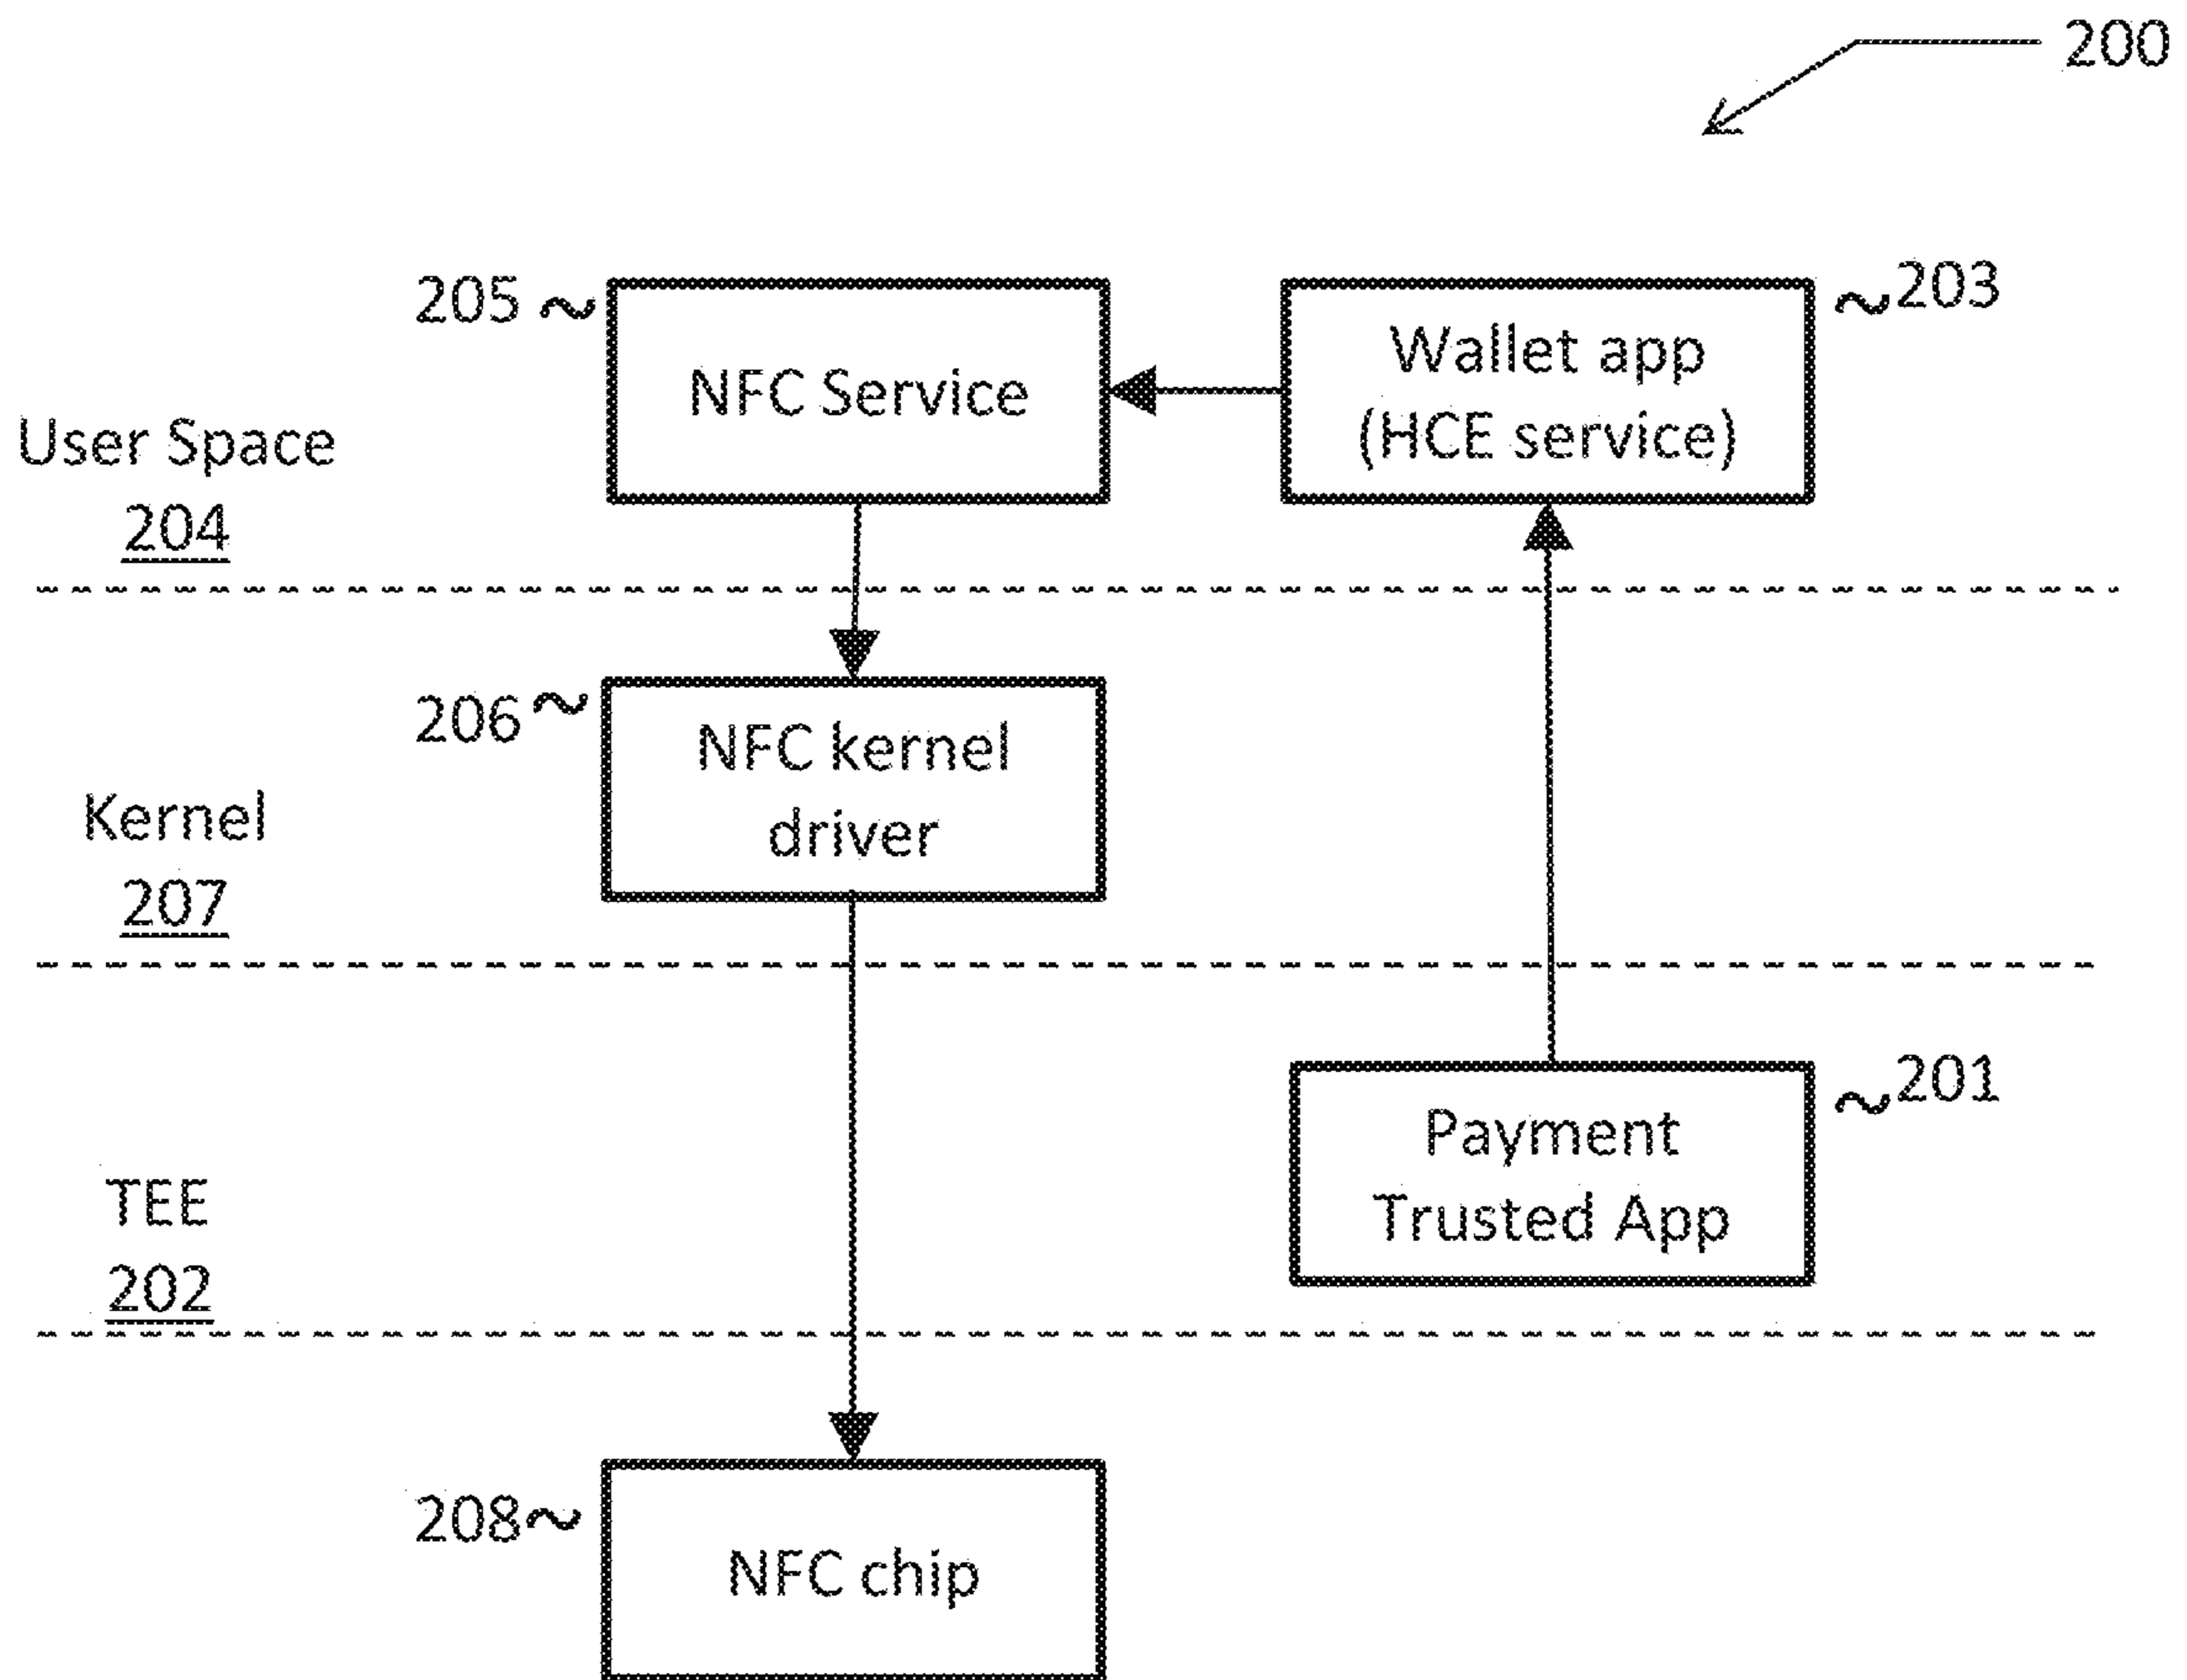 200
205
NFC Service
Wallet app
(HCE service)
203
User Space
204
206
NFC kernel
driver
Kernel
207
Payment
Trusted App
201
TEE
202
208
NFC chip